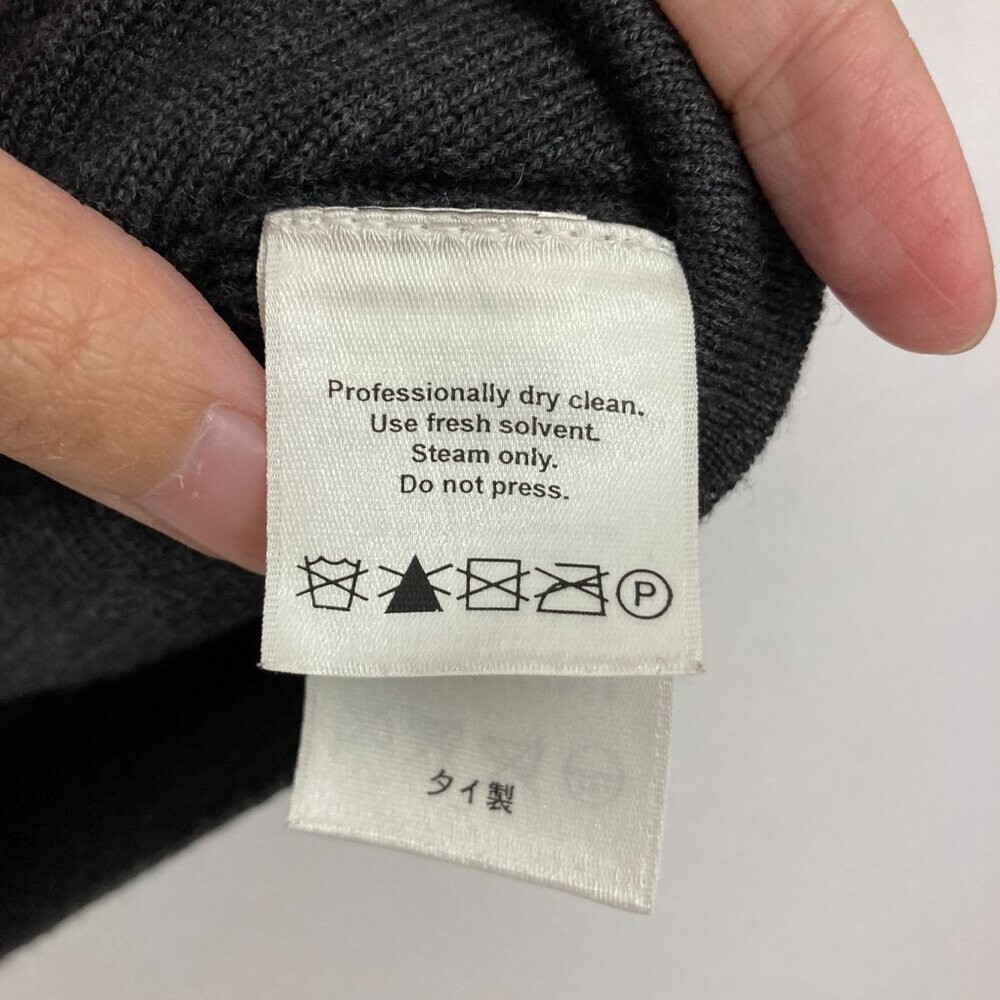 Professionally dry clean.
Use fresh solvent.
Steam only.
Do not press.
P
タイ製